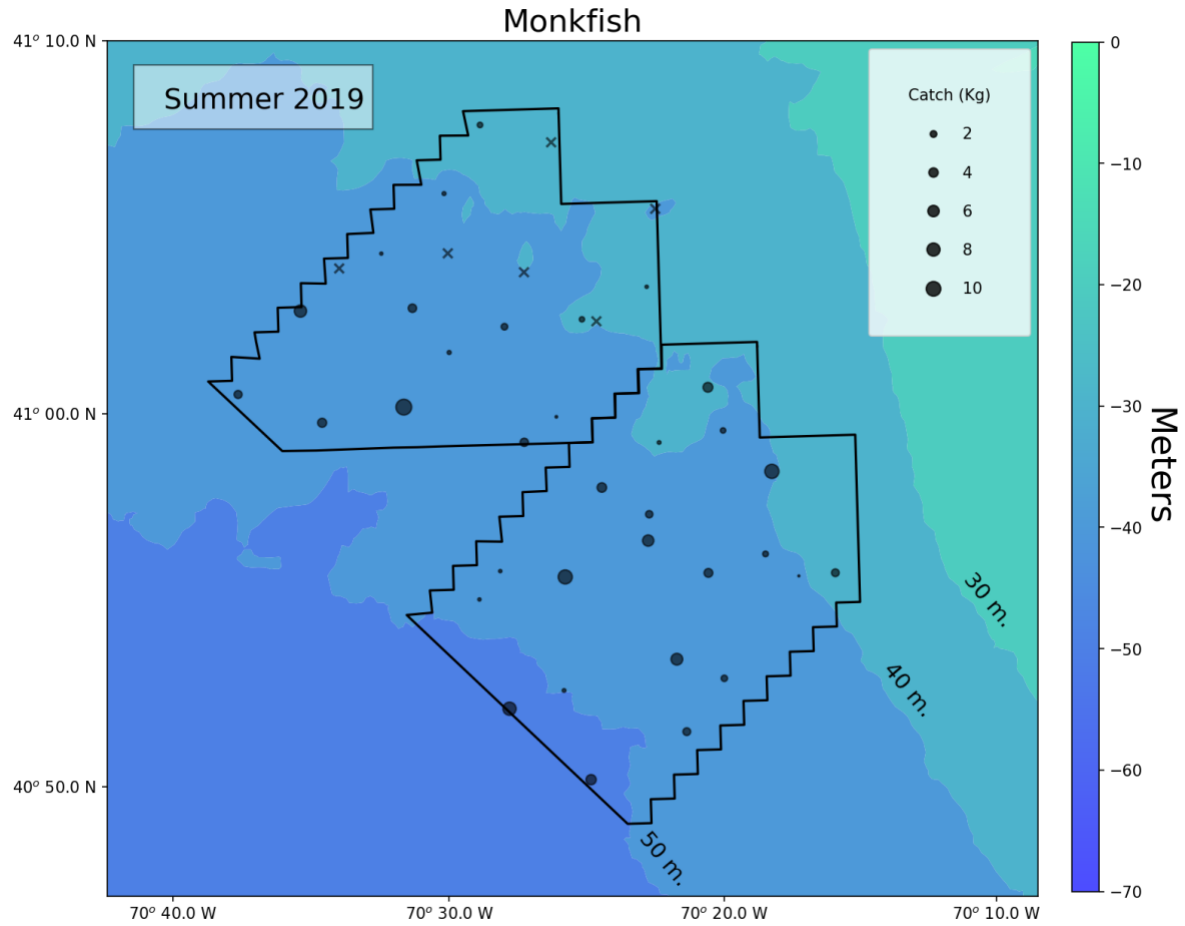 Monkfish
41° 10.0 N
41° 00.0 N
40° 50.0 N
Summer 2019
Catch (Kg)
2
4
6
8
10
30 m.
40 m.
50 m.
70° 40.0 W
70° 30.0 W
70° 20.0 W
70° 10.0 W
0
−10
−20
−30
−40
−50
−60
−70
Meters